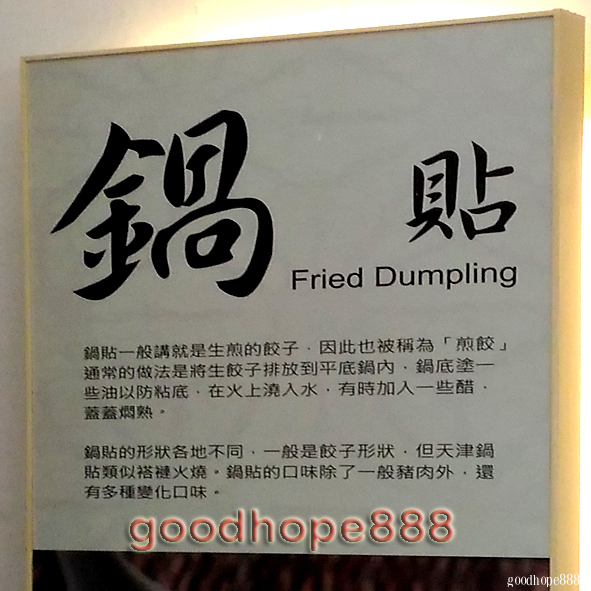 鍋 貼
Fried Dumpling
鍋貼一般講就是生煎的餃子，因此也被稱為「煎餃」
通常的做法是將生餃子排放到平底鍋內，鍋底塗一
些油以防粘底，在火上澆入水，有時加入一些醋，
蓋蓋燜熟。
鍋貼的形狀各地不同，一般是餃子形狀，但天津鍋
貼類似褡褳火燒。鍋貼的口味除了一般豬肉外，還
有多種變化口味。
goodhope888
goodhope888